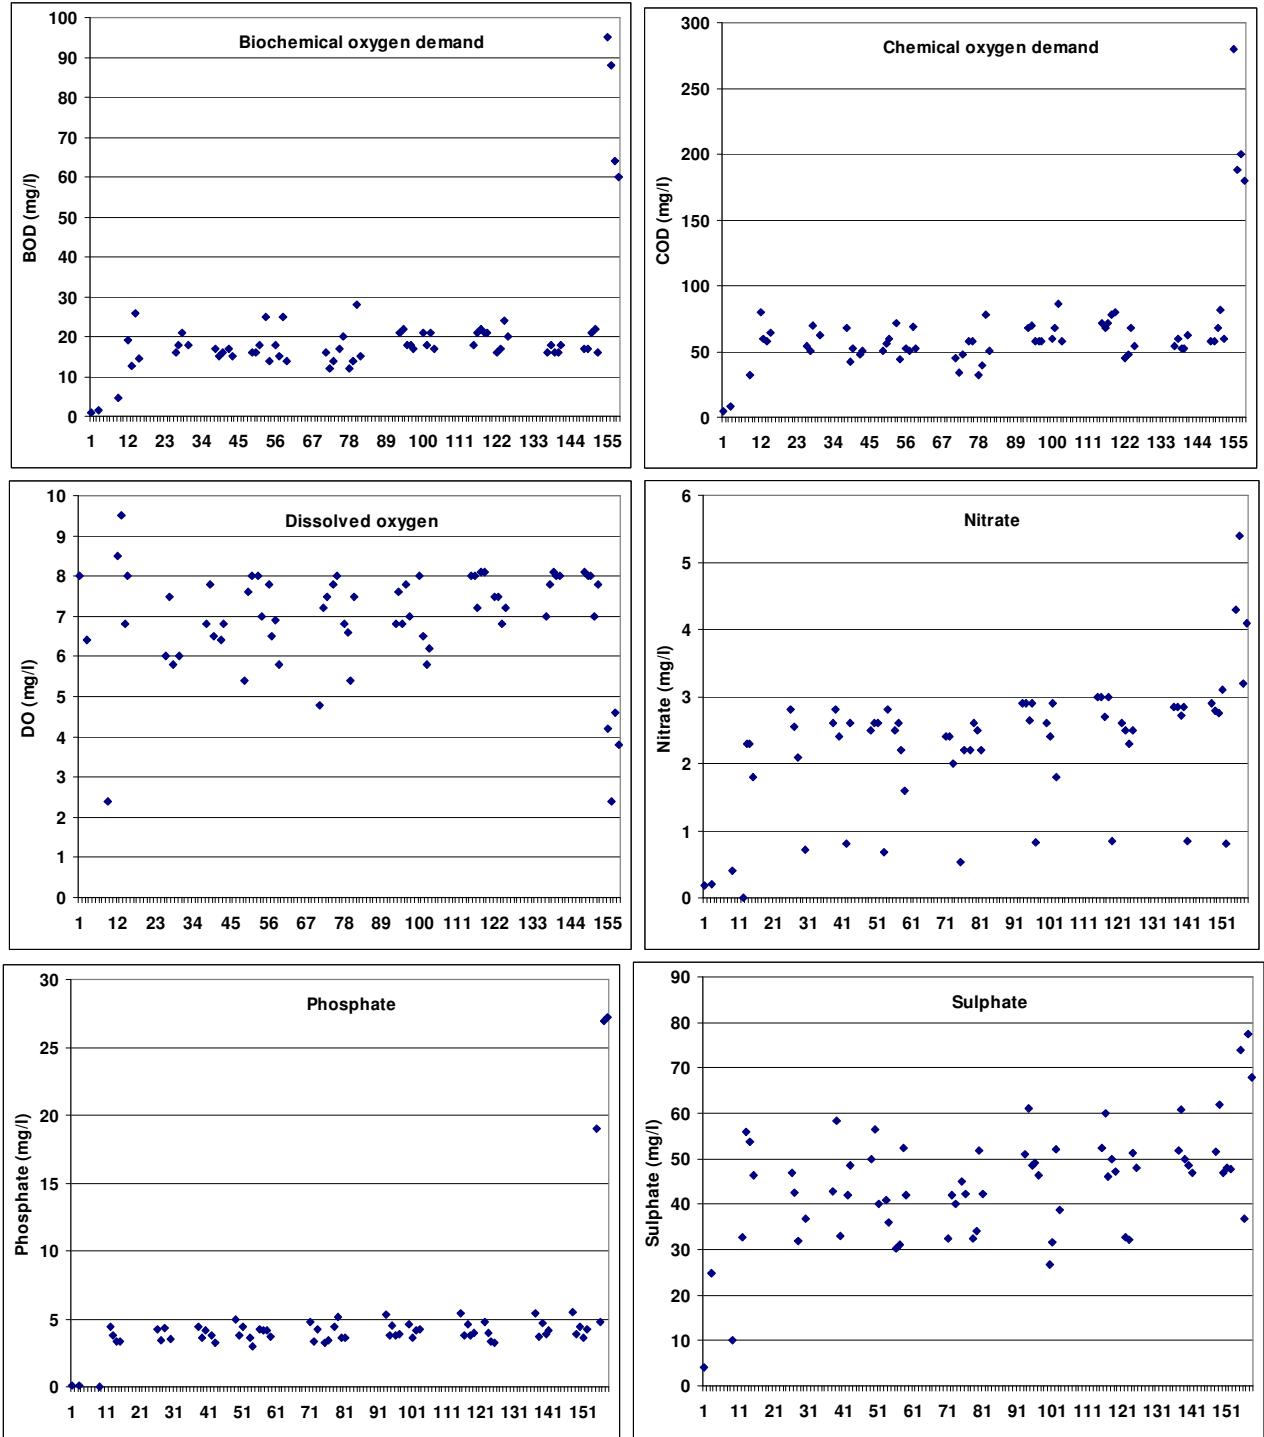 Biochemical oxygen demand
BOD (mg/l)
100
90
80
70
60
50
40
30
20
10
0
1 12 23 34 45 56 67 78 89 100 111 122 133 144 155
Chemical oxygen demand
COD (mg/l)
300
250
200
150
100
50
0
1 12 23 34 45 56 67 78 89 100 111 122 133 144 155
Dissolved oxygen
DO (mg/l)
10
9
8
7
6
5
4
3
2
1
0
1 12 23 34 45 56 67 78 89 100 111 122 133 144 155
Nitrate
Nitrate (mg/l)
6
5
4
3
2
1
0
1 11 21 31 41 51 61 71 81 91 101 111 121 131 141 151
Phosphate
Phosphate (mg/l)
30
25
20
15
10
5
0
1 11 21 31 41 51 61 71 81 91 101 111 121 131 141 151
Sulphate
Sulphate (mg/l)
90
80
70
60
50
40
30
20
10
0
1 11 21 31 41 51 61 71 81 91 101 111 121 131 141 151